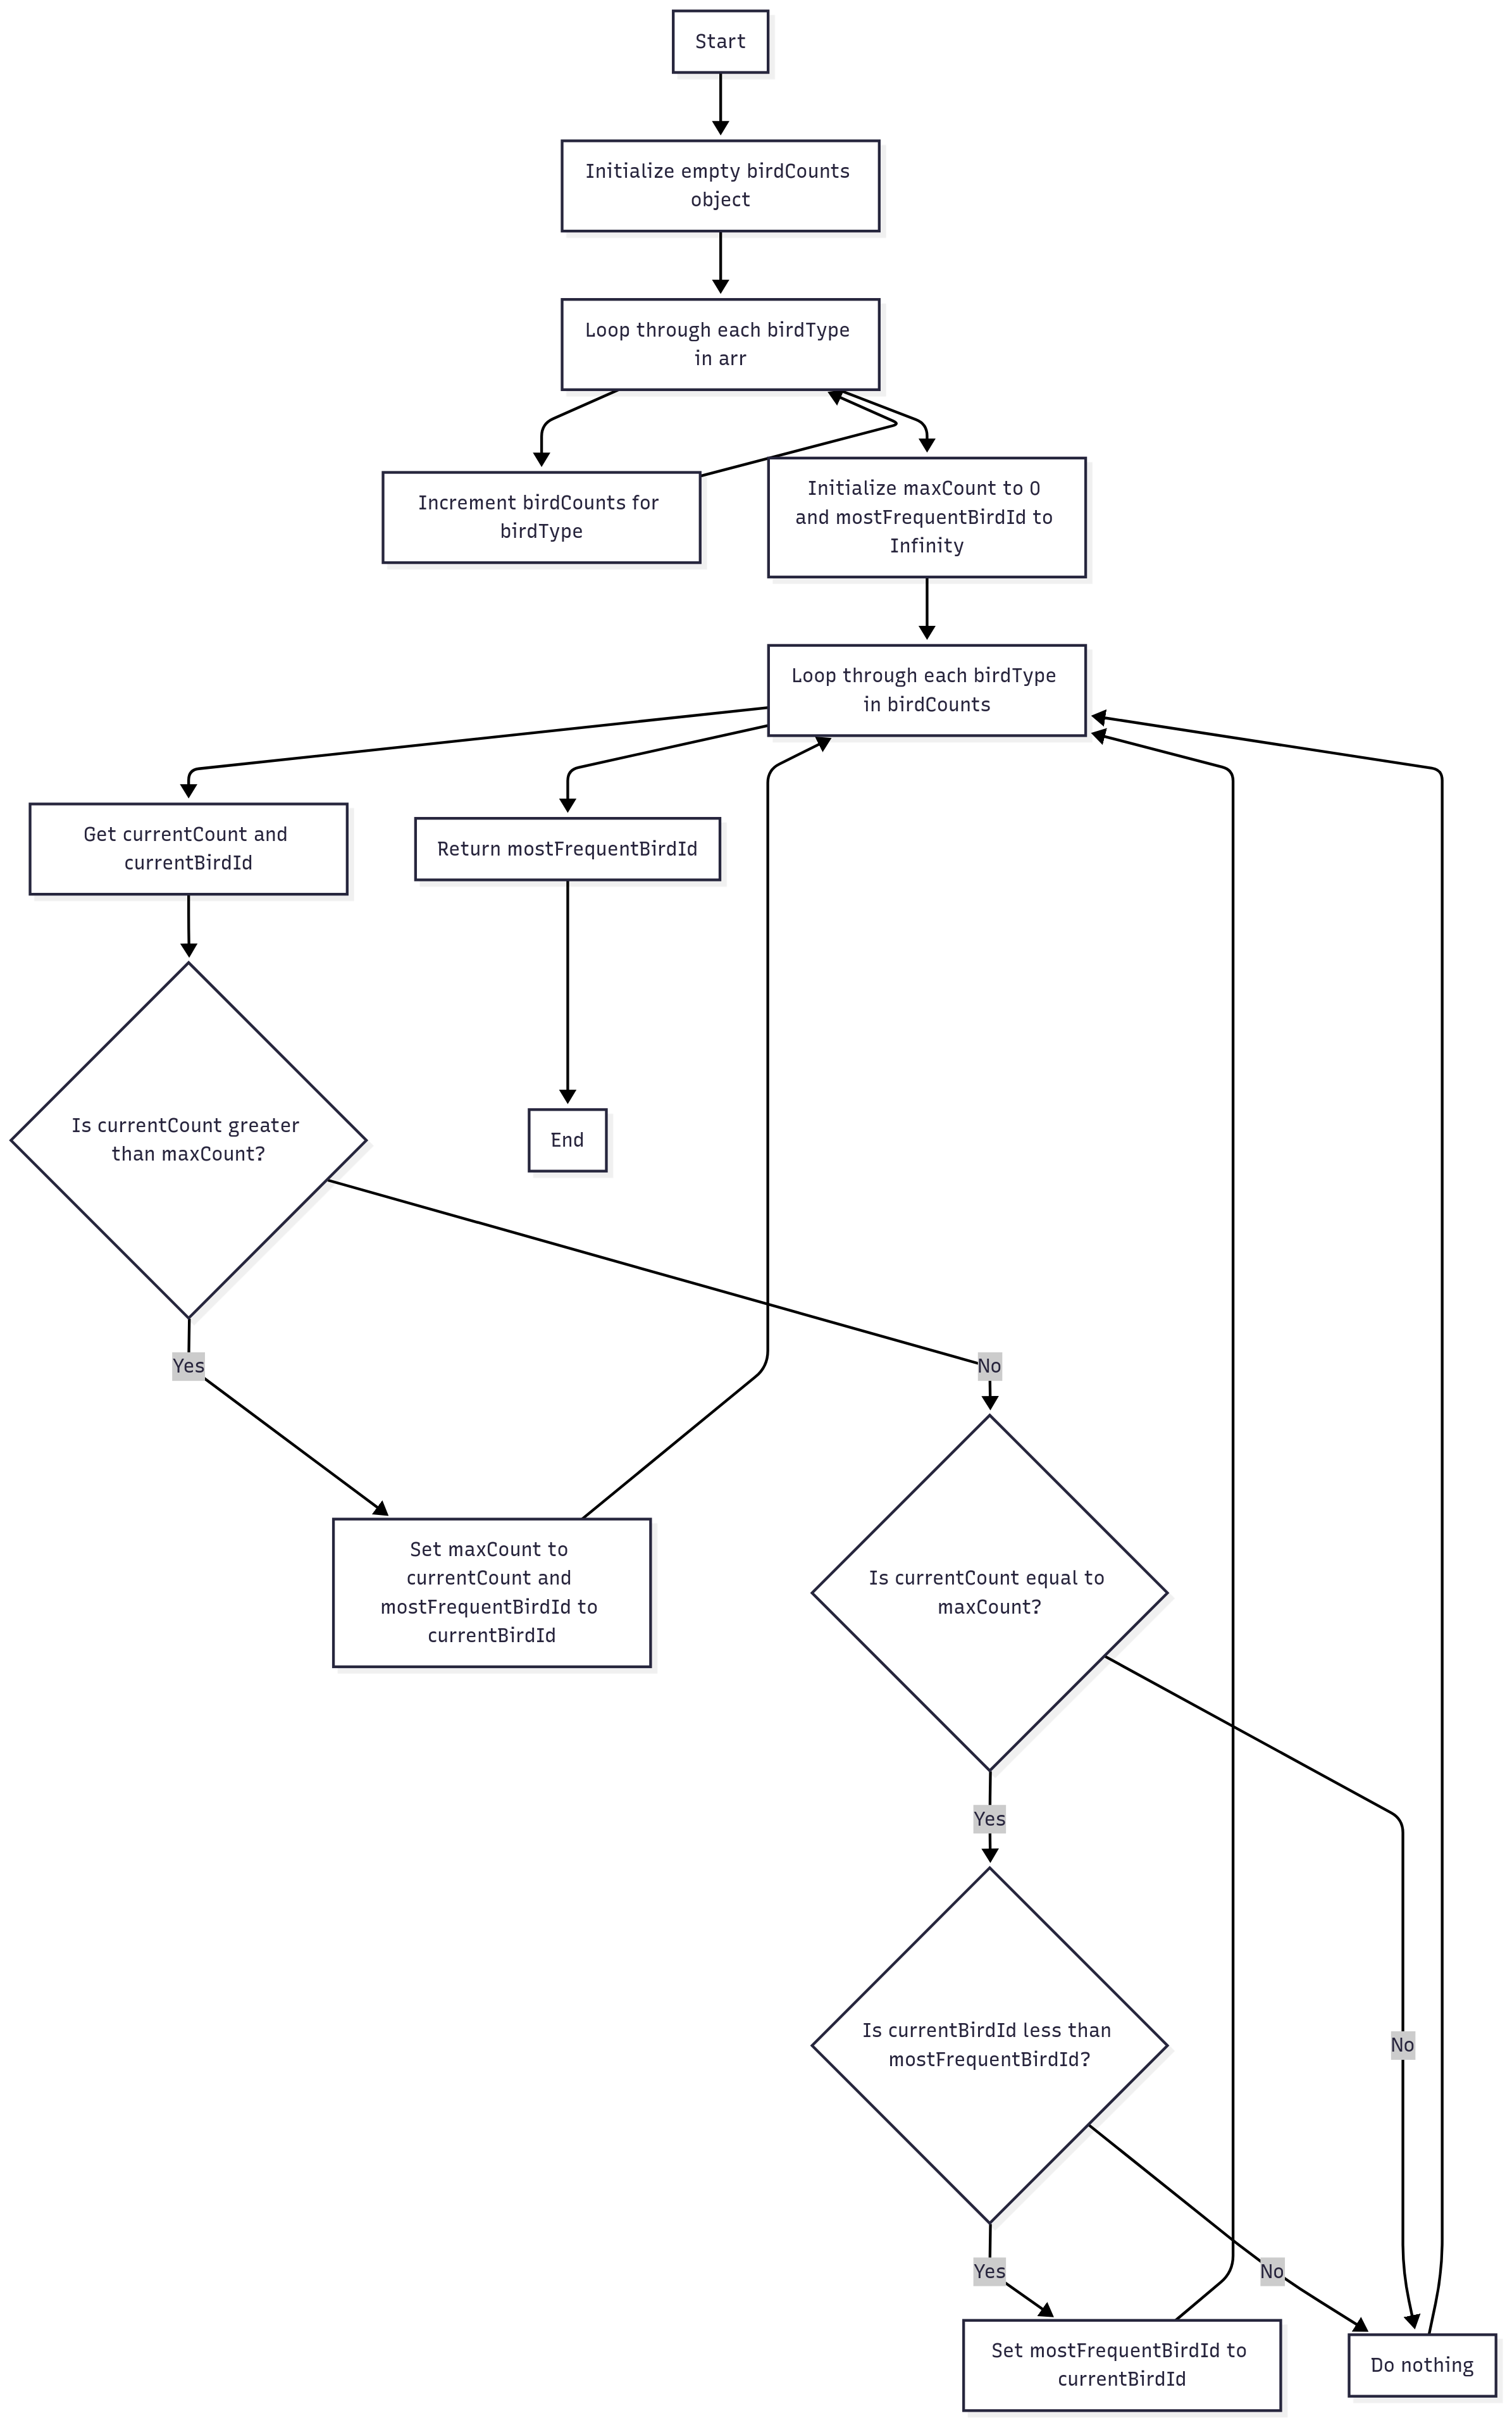 Start
Initialize empty birdCounts
object
Loop through each birdType
in arr
Increment birdCounts for
birdType
Initialize maxCount to 0
and mostFrequentBirdId to
Infinity
Loop through each birdType
in birdCounts
Get currentCount and
currentBirdId
Return mostFrequentBirdId
Is currentCount greater
than maxCount?
End
Yes
No
Set maxCount to
currentCount and
mostFrequentBirdId to
currentBirdId
Is currentCount equal to
maxCount?
Yes
Is currentBirdId less than
mostFrequentBirdId?
No
Yes
No
Set mostFrequentBirdId to
currentBirdId
Do nothing